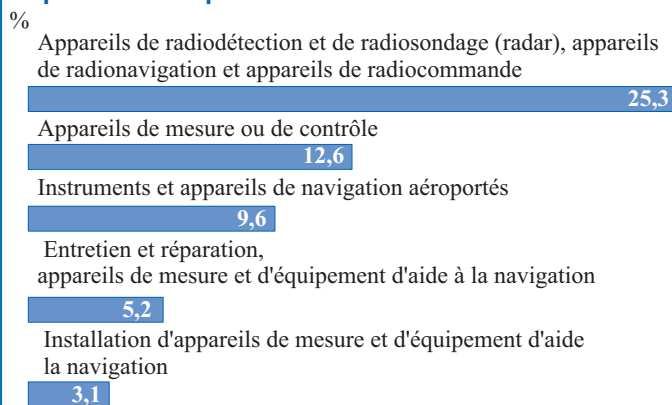 %
Appareils de radiodétection et de radiosondage (radar), appareils
de radionavigation et appareils de radiocommande
25,3
Appareils de mesure ou de contrôle
12,6
Instruments et appareils de navigation aéroportés
9,6
Entretien et réparation,
appareils de mesure et d'équipement d'aide à la navigation
5,2
Installation d'appareils de mesure et d'équipement d'aide
la navigation
3,1